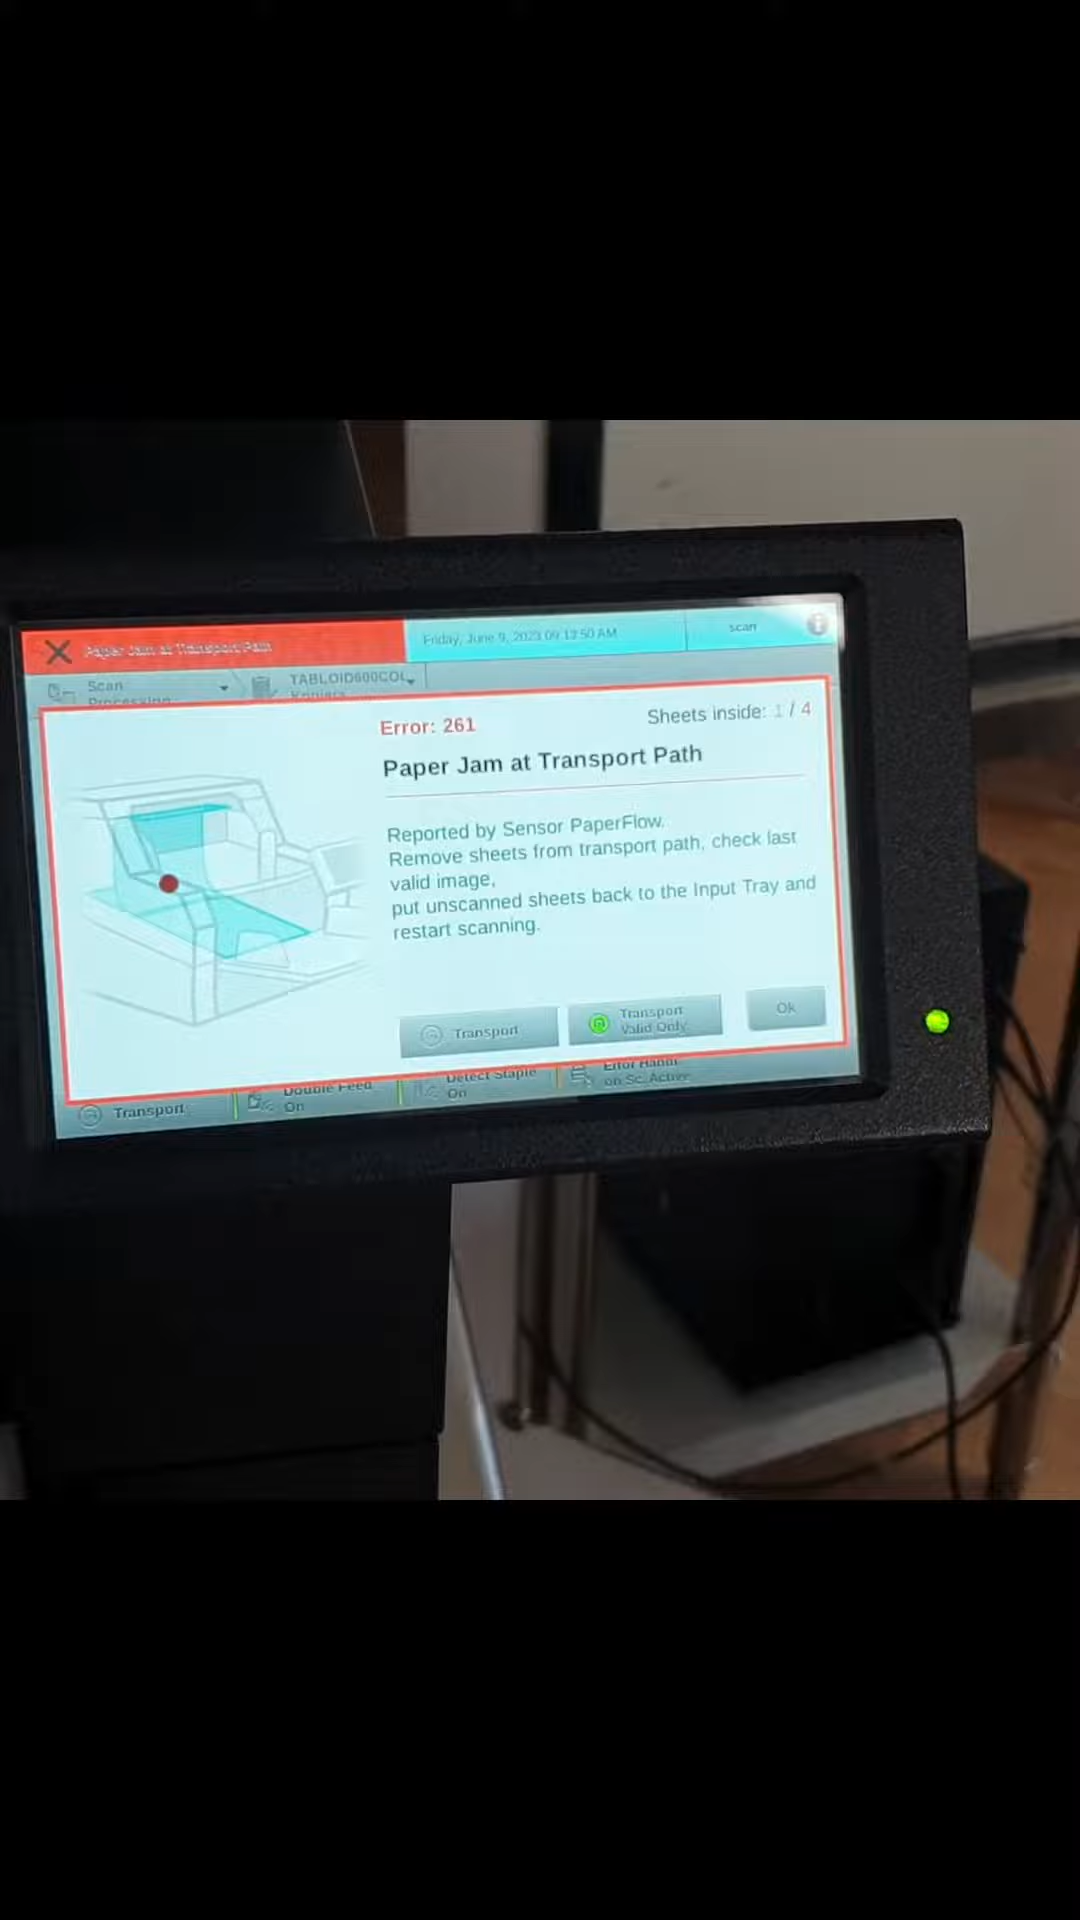 Paper Jam at Transport Path
Friday, June 9, 2023 09:13:50 AM
scan
Scan
Processing
TABLOID600COL
Error: 261
Sheets inside: 1 / 4
Paper Jam at Transport Path
Reported by Sensor PaperFlow.
Remove sheets from transport path, check last
valid image,
put unscanned sheets back to the Input Tray and
restart scanning.
Transport
Transport
Valid Only
Ok
Transport
Double Feed
On
Detect Staple
On
Error Handl
on Sc. Active